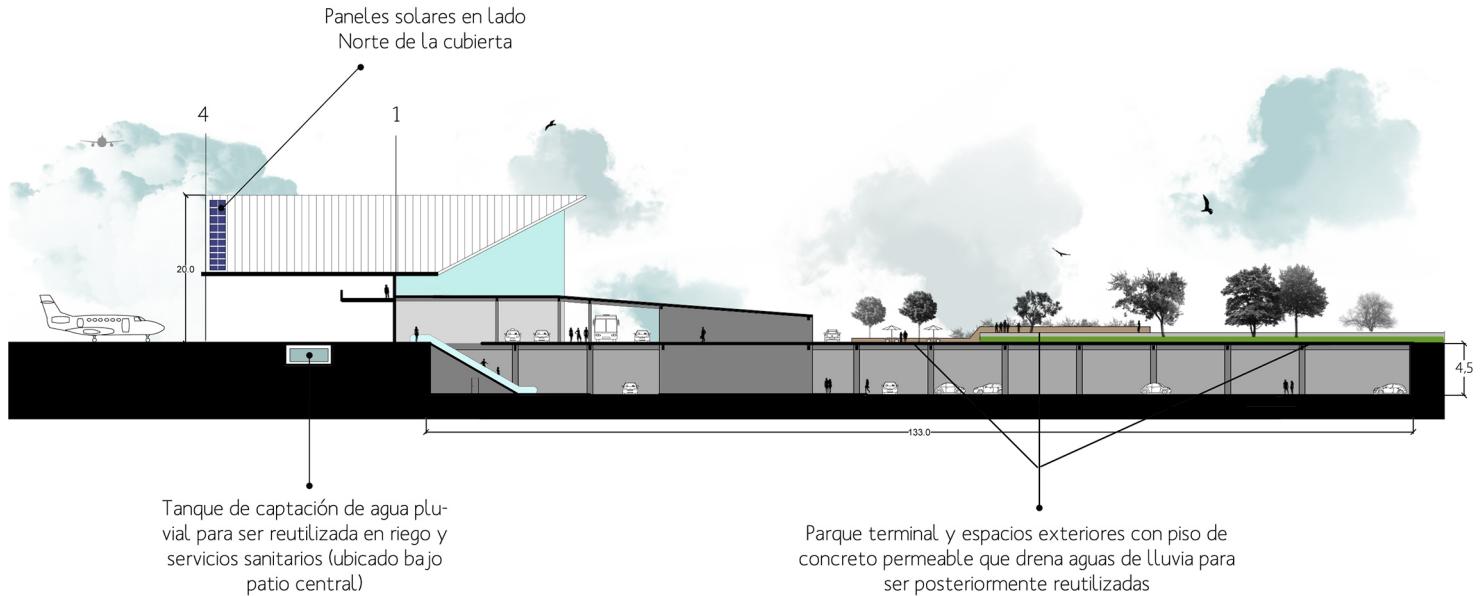 Paneles solares en lado
Norte de la cubierta
4
1
20.0
4,5
133.0
Tanque de captación de agua plu-
vial para ser reutilizada en riego y
servicios sanitarios (ubicado bajo
patio central)
Parque terminal y espacios exteriores con piso de
concreto permeable que drena aguas de lluvia para
ser posteriormente reutilizadas